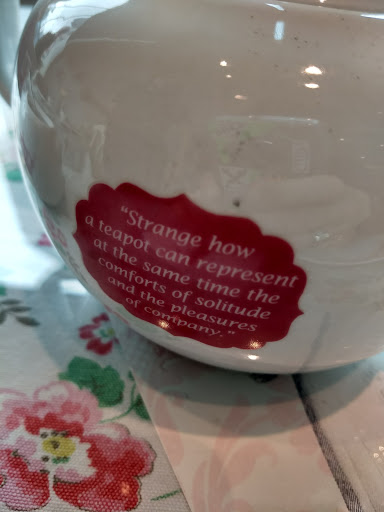 "Strange how
a teapot can represent
at the same time the
comforts of solitude
and the pleasures
of company."